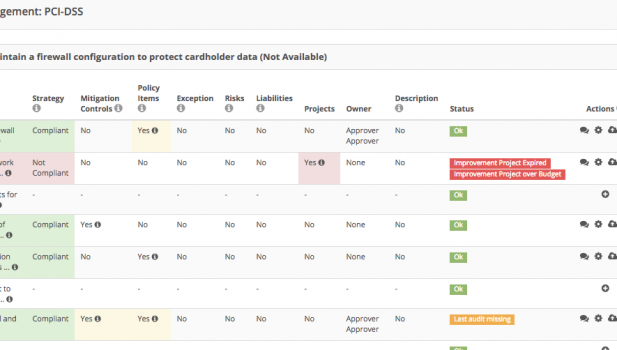 gement: PCI-DSS
intain a firewall configuration to protect cardholder data (Not Available)
Strategy Mitigation Controls Policy Items Exception Risks Liabilities Projects Owner Description Status Actions
wall Compliant No Yes No No No No Approver Approver No Ok
work ... Not Compliant No No No No No Yes None No Improvement Project Expired Improvement Project over Budget
ts for - - - - - - - - - Ok
of ... Compliant Yes No No No No No None No Ok
tion s ... Compliant No Yes No No No No None No Ok
t to ... - - - - - - - - - Ok
l and Compliant Yes Yes No No No No Approver Approver No Last audit missing
Ok